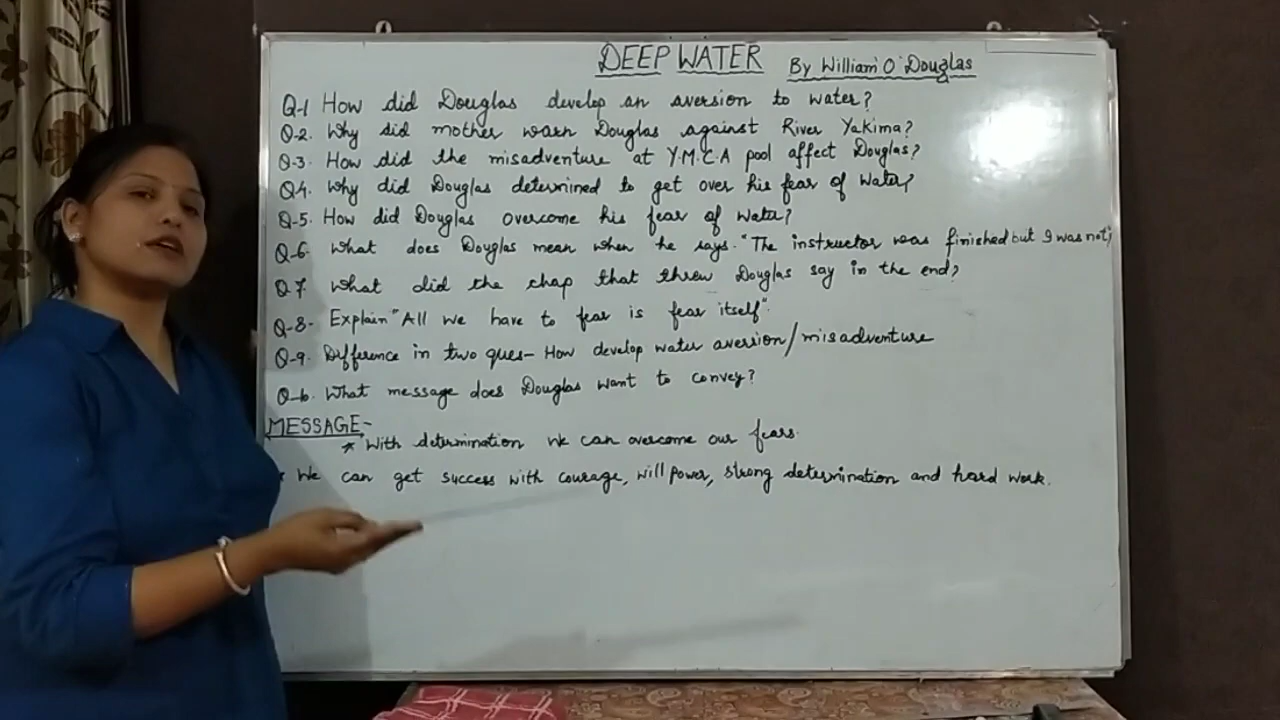 DEEP WATER By William O' Douglas
Q-1 How did Douglas develop an aversion to water?
Q-2. Why did mother warn Douglas against River Yakima?
Q-3. How did the misadventure at Y.M.C.A pool affect Douglas?
Q4. Why did Douglas determined to get over his fear of water?
Q-5. How did Douglas overcome his fear of water?
Q-6. What does Douglas mean when he says. "The instructor was finished but I was not,
Q7. What did the chap that threw Douglas say in the end?
Q-8- Explain "All we have to fear is fear itself".
Q-9. Difference in two ques- How develop water aversion/misadventure
Q-10. What message does Douglas want to convey?
MESSAGE-
* With determination we can overcome our fears.
* We can get success with courage, will power, strong determination and hard work.